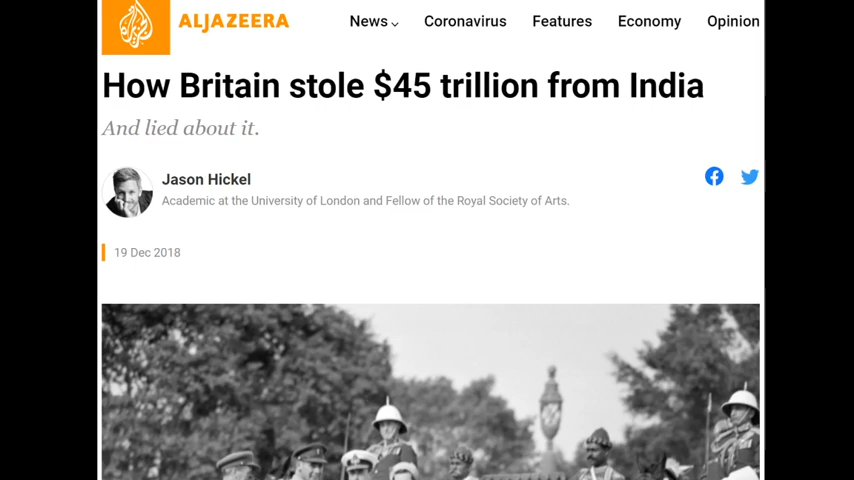 ALJAZEERA News Coronavirus Features Economy Opinion
How Britain stole $45 trillion from India
And lied about it.
Jason Hickel
Academic at the University of London and Fellow of the Royal Society of Arts.
19 Dec 2018